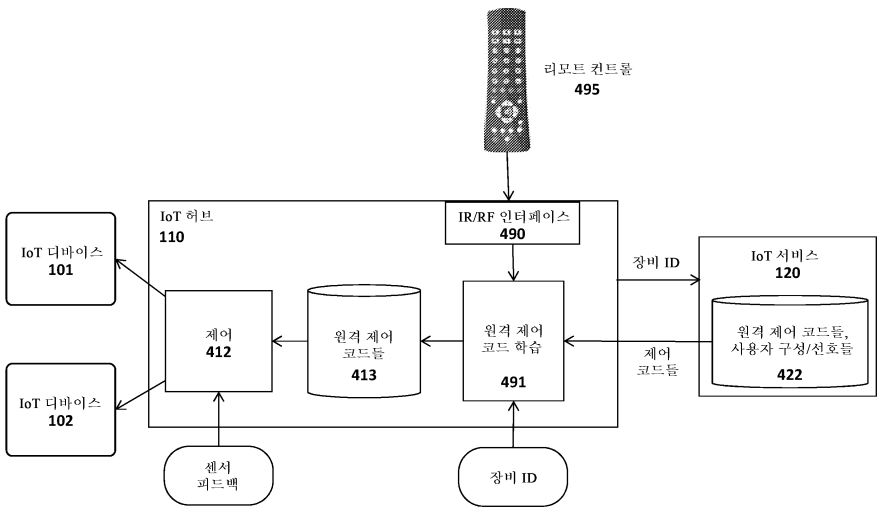 리모트 컨트롤
495
IoT 허브
110
IR/RF 인터페이스
490
IoT 디바이스
101
장비 ID
IoT 서비스
120
제어
412
원격 제어
코드들
413
원격 제어
코드 학습
491
제어
코드들
원격 제어 코드들,
사용자 구성/선호들
422
IoT 디바이스
102
센서
피드백
장비 ID